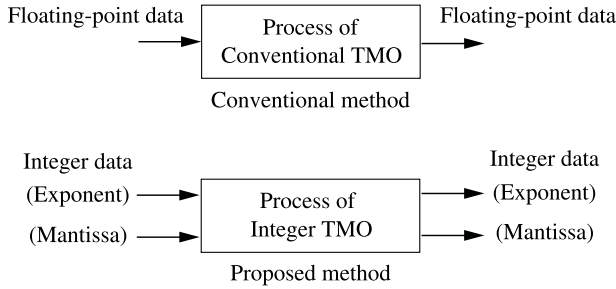 Floating-point data
Process of
Conventional TMO
Floating-point data
Conventional method
Integer data
(Exponent)
(Mantissa)
Process of
Integer TMO
Integer data
(Exponent)
(Mantissa)
Proposed method